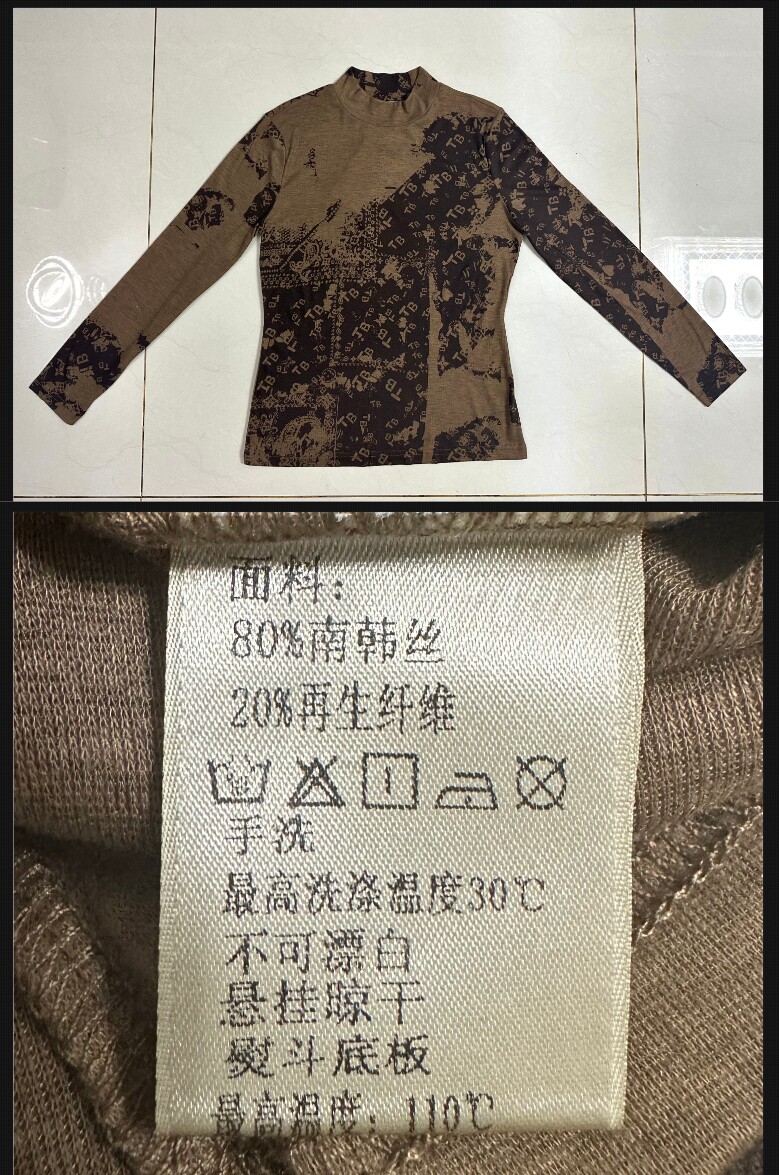 面料：
80%南韩丝
20%再生纤维
手洗
最高洗涤温度30℃
不可漂白
悬挂晾干
熨斗底板
最高温度：110℃